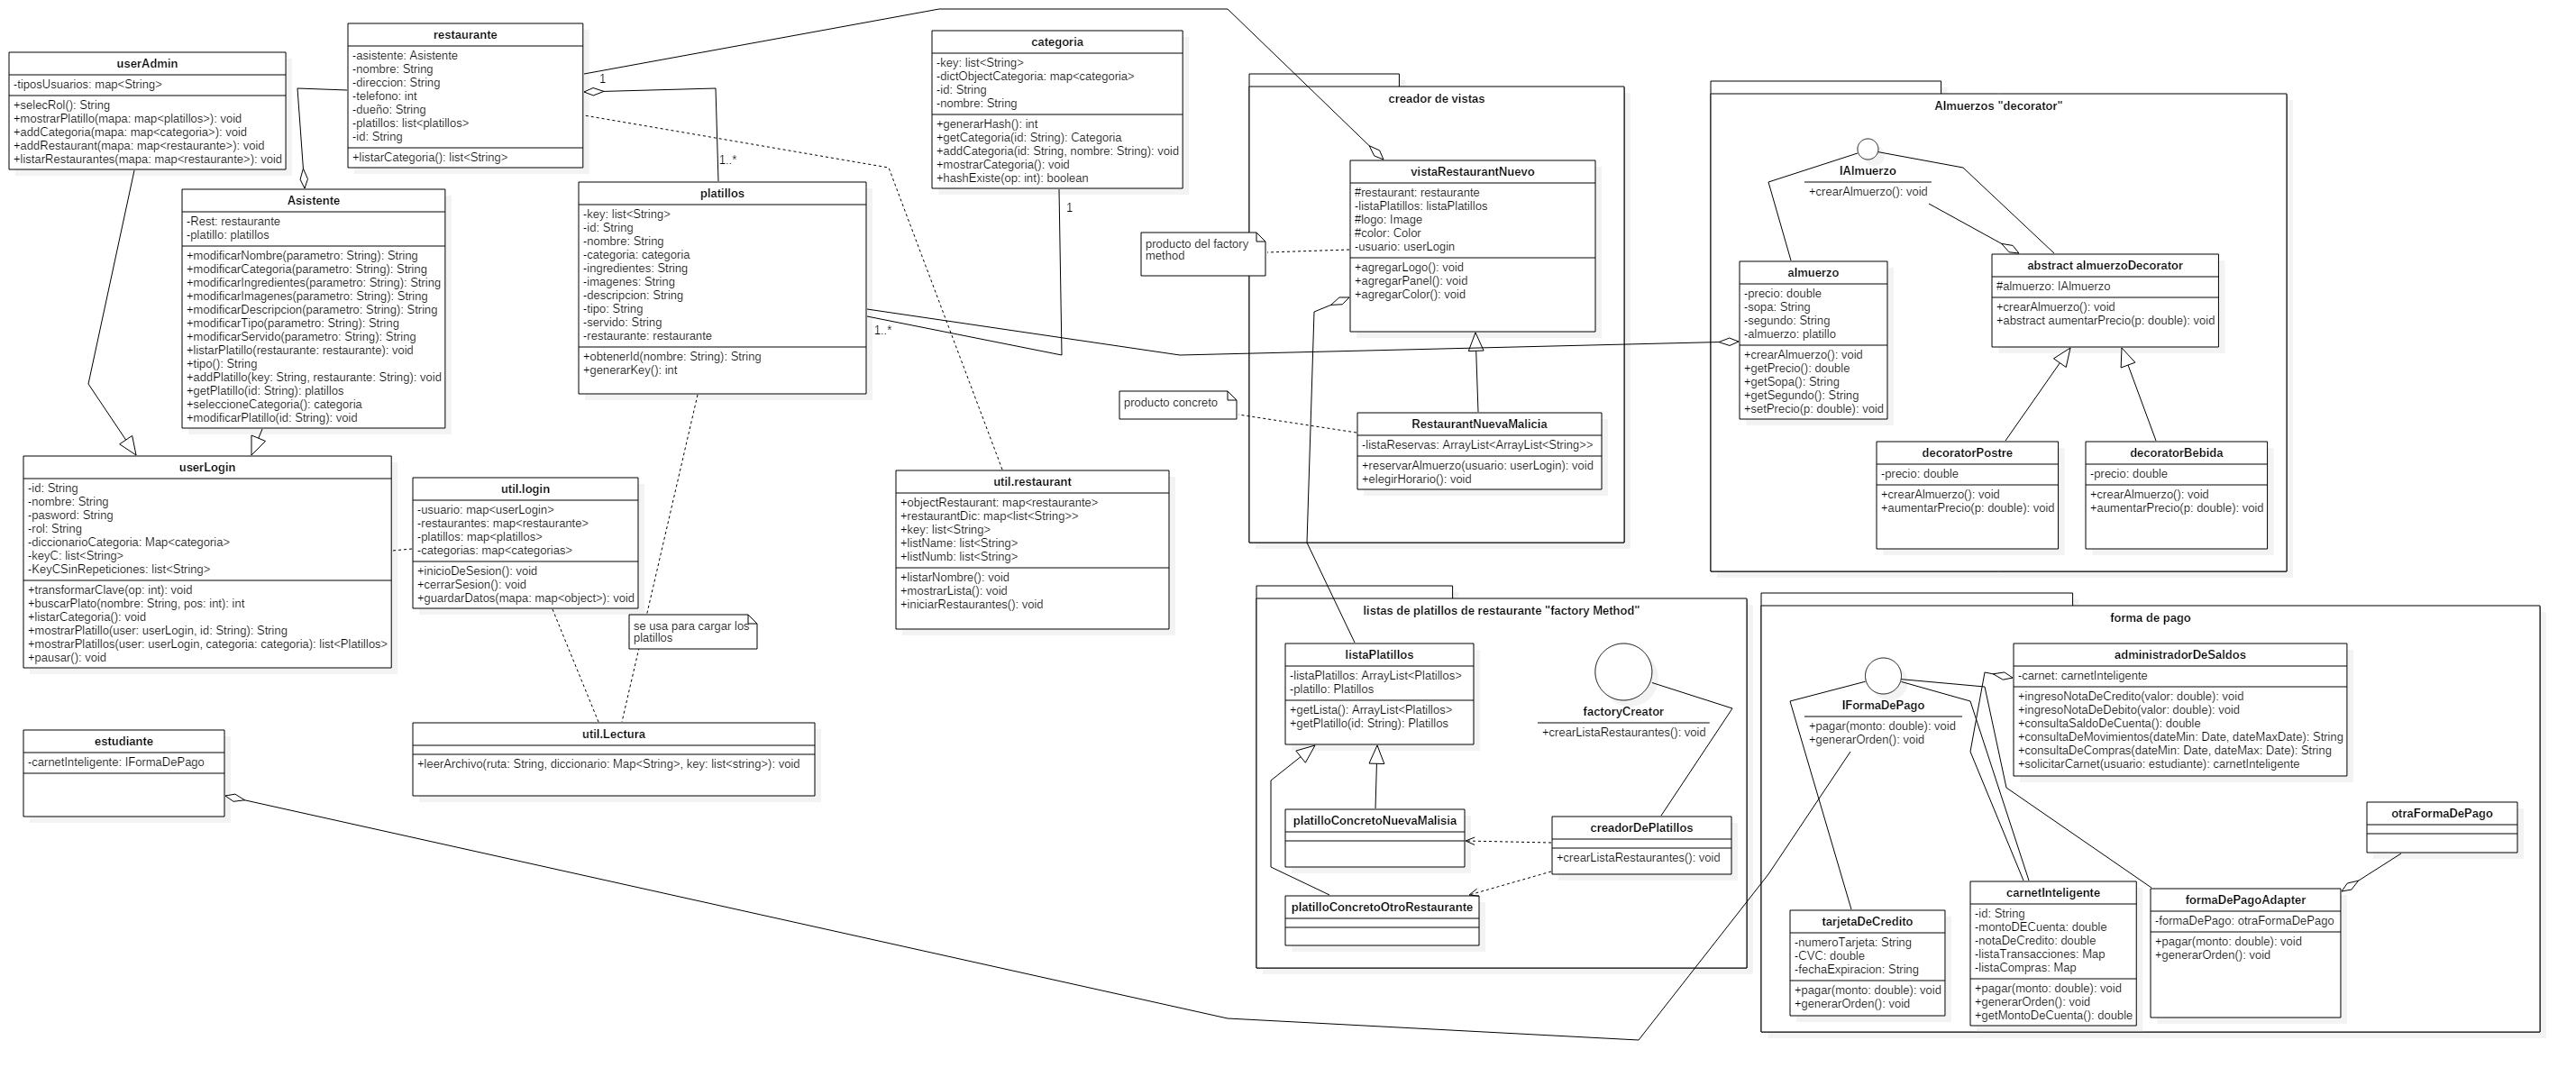 userAdmin
-tiposUsuarios: map<String>
+selecRol(): String
+mostrarPlatillo(mapa: map<platillos>): void
+addCategoria(mapa: map<categoria>): void
+addRestaurant(mapa: map<restaurante>): void
+listarRestaurantes(mapa: map<restaurante>): void
restaurante
-asistente: Asistente
-nombre: String
-direccion: String
-telefono: int
-dueño: String
-platillos: list<platillos>
-id: String
+listarCategoria(): list<String>
1
1..*
categoria
-key: list<String>
-dictObjectCategoria: map<categoria>
-id: String
-nombre: String
+generarHash(): int
+getCategoria(id: String): Categoria
+addCategoria(id: String, nombre: String): void
+mostrarCategoria(): void
+hashExiste(op: int): boolean
1
1..*
Asistente
-Rest: restaurante
-platillo: platillos
+modificarNombre(parametro: String): String
+modificarCategoria(parametro: String): String
+modificarIngredientes(parametro: String): String
+modificarImagenes(parametro: String): String
+modificarDescripcion(parametro: String): String
+modificarTipo(parametro: String): String
+modificarServido(parametro: String): String
+listarPlatillo(restaurante: restaurante): void
+tipo(): String
+addPlatillo(key: String, restaurante: String): void
+getPlatillo(id: String): platillos
+seleccioneCategoria(): categoria
+modificarPlatillo(id: String): void
platillos
-key: list<String>
-id: String
-nombre: String
-categoria: categoria
-ingredientes: String
-imagenes: String
-descripcion: String
-tipo: String
-servido: String
-restaurante: restaurante
+obtenerId(nombre: String): String
+generarKey(): int
creador de vistas
vistaRestaurantNuevo
#restaurant: restaurante
-listaPlatillos: listaPlatillos
#logo: Image
#color: Color
-usuario: userLogin
+agregarLogo(): void
+agregarPanel(): void
+agregarColor(): void
producto del factory
method
producto concreto
RestaurantNuevaMalicia
-listaReservas: ArrayList<ArrayList<String>>
+reservarAlmuerzo(usuario: userLogin): void
+elegirHorario(): void
Almuerzos "decorator"
IAlmuerzo
+crearAlmuerzo(): void
almuerzo
-precio: double
-sopa: String
-segundo: String
-almuerzo: platillo
+crearAlmuerzo(): void
+getPrecio(): double
+getSopa(): String
+getSegundo(): String
+setPrecio(p: double): void
abstract almuerzoDecorator
#almuerzo: IAlmuerzo
+crearAlmuerzo(): void
+abstract aumentarPrecio(p: double): void
decoratorPostre
-precio: double
+crearAlmuerzo(): void
+aumentarPrecio(p: double): void
decoratorBebida
-precio: double
+crearAlmuerzo(): void
+aumentarPrecio(p: double): void
userLogin
-id: String
-nombre: String
-pasword: String
-rol: String
-diccionarioCategoria: Map<categoria>
-keyC: list<String>
-KeyCSinRepeticiones: list<String>
+transformarClave(op: int): void
+buscarPlato(nombre: String, pos: int): int
+listarCategoria(): void
+mostrarPlatillo(user: userLogin, id: String): String
+mostrarPlatillos(user: userLogin, categoria: categoria): list<Platillos>
+pausar(): void
util.login
-usuario: map<userLogin>
-restaurantes: map<restaurante>
-platillos: map<platillos>
-categorias: map<categorias>
+inicioDeSesion(): void
+cerrarSesion(): void
+guardarDatos(mapa: map<object>): void
se usa para cargar los
platillos
util.restaurant
+objectRestaurant: map<restaurante>
+restaurantDic: map<list<String>>
+key: list<String>
+listName: list<String>
+listNumb: list<String>
+listarNombre(): void
+mostrarLista(): void
+iniciarRestaurantes(): void
estudiante
-carnetInteligente: IFormaDePago
util.Lectura
+leerArchivo(ruta: String, diccionario: Map<String>, key: list<string>): void
listas de platillos de restaurante "factory Method"
listaPlatillos
-listaPlatillos: ArrayList<Platillos>
-platillo: Platillos
+getLista(): ArrayList<Platillos>
+getPlatillo(id: String): Platillos
factoryCreator
+crearListaRestaurantes(): void
platilloConcretoNuevaMalisia
creadorDePlatillos
+crearListaRestaurantes(): void
platilloConcretoOtroRestaurante
forma de pago
IFormaDePago
+pagar(monto: double): void
+generarOrden(): void
administradorDeSaldos
-carnet: carnetInteligente
+ingresoNotaDeCredito(valor: double): void
+ingresoNotaDeDebito(valor: double): void
+consultaSaldoDeCuenta(): double
+consultaDeMovimientos(dateMin: Date, dateMaxDate): String
+consultaDeCompras(dateMin: Date, dateMax: Date): String
+solicitarCarnet(usuario: estudiante): carnetInteligente
otraFormaDePago
tarjetaDeCredito
-numeroTarjeta: String
-CVC: double
-fechaExpiracion: String
+pagar(monto: double): void
+generarOrden(): void
carnetInteligente
-id: String
-montoDECuenta: double
-notaDeCredito: double
-listaTransacciones: Map
-listaCompras: Map
+pagar(monto: double): void
+generarOrden(): void
+getMontoDeCuenta(): double
formaDePagoAdapter
-formaDePago: otraFormaDePago
+pagar(monto: double): void
+generarOrden(): void